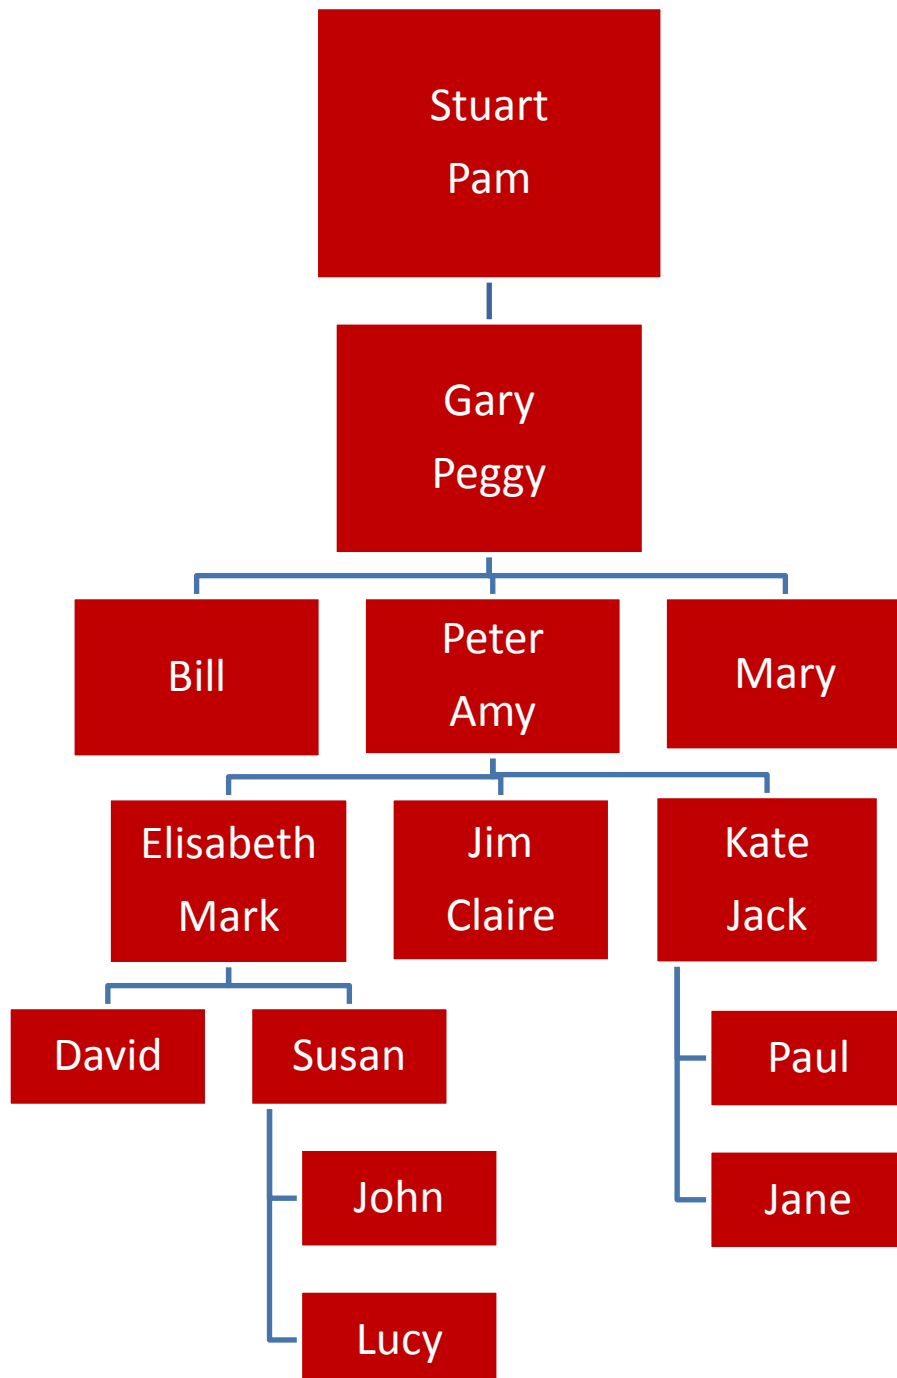 Stuart
Pam
Gary
Peggy
Bill
Peter
Amy
Mary
Elisabeth
Mark
Jim
Claire
Kate
Jack
David
Susan
Paul
John
Jane
Lucy